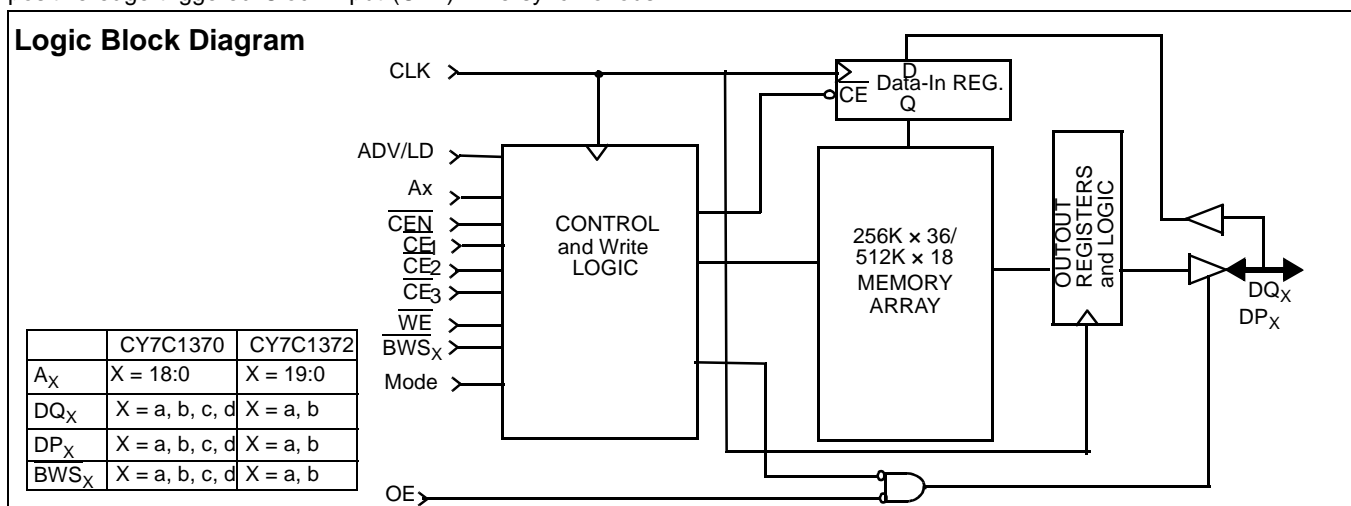 Logic Block Diagram
CLK
ADV/LD
Ax
CEN
CE1
CE2
CE3
WE
BWSX
Mode
OE
CONTROL
and Write
LOGIC
D
CE Data-In REG.
Q
256K × 36/
512K × 18
MEMORY
ARRAY
OUTOUT
REGISTERS
and LOGIC
DQX
DPX
CY7C1370 CY7C1372
AX X = 18:0 X = 19:0
DQX X = a, b, c, d X = a, b
DPX X = a, b, c, d X = a, b
BWSX X = a, b, c, d X = a, b